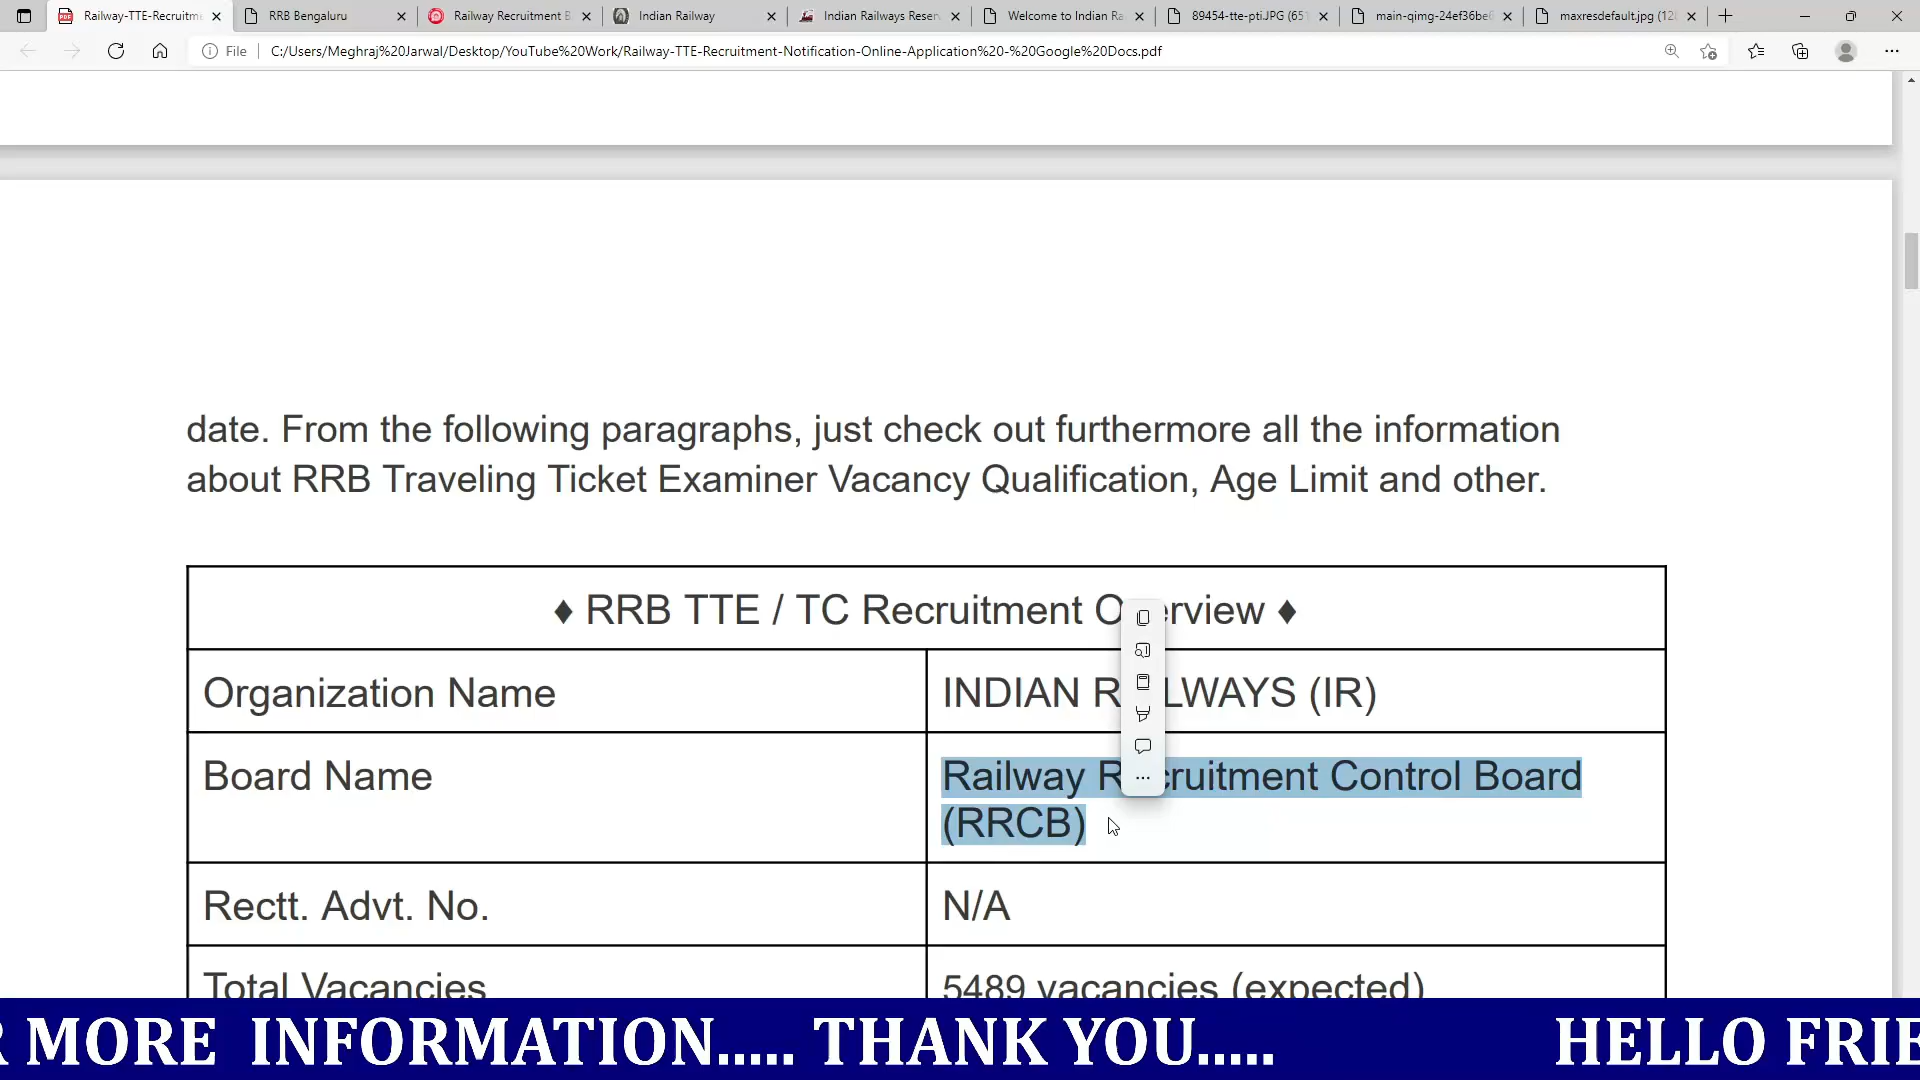 Railway-TTE-Recruitm
RRB Bengaluru
Railway Recruitment B
Indian Railway
Indian Railways Reser
Welcome to Indian Ra
89454-tte-pti.JPG (651
main-qimg-24ef36be6
maxresdefault.jpg (128
File
C:/Users/Meghraj%20Jarwal/Desktop/YouTube%20Work/Railway-TTE-Recruitment-Notification-Online-Application%20-%20Google%20Docs.pdf
date. From the following paragraphs, just check out furthermore all the information
about RRB Traveling Ticket Examiner Vacancy Qualification, Age Limit and other.
♦ RRB TTE / TC Recruitment O erview ♦
Organization Name
INDIAN R LWAYS (IR)
Board Name
Railway R cruitment Control Board
(RRCB)
Rectt. Advt. No.
N/A
Total Vacancies
5489 vacancies (expected)
R MORE INFORMATION..... THANK YOU..... HELLO FRIE